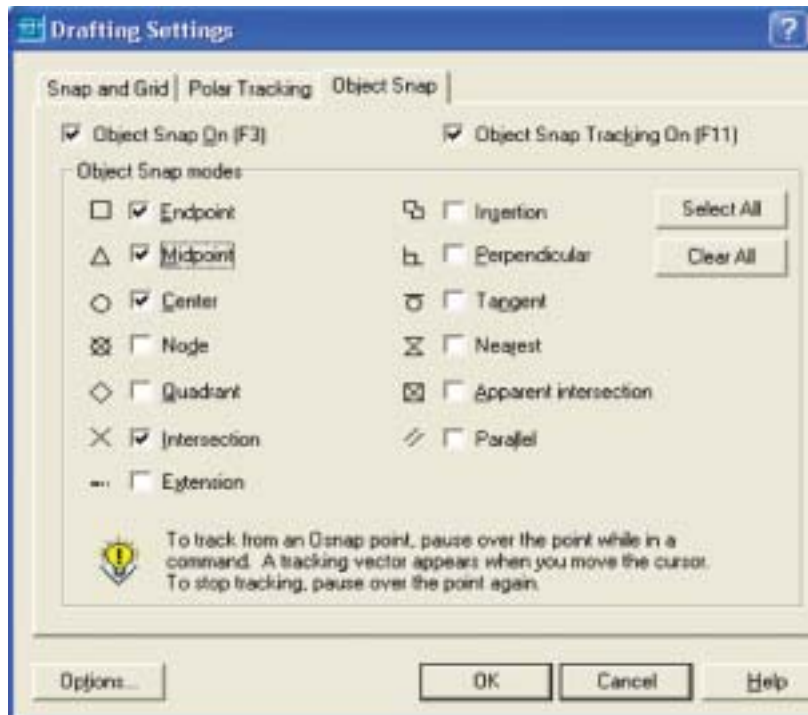 Drafting Settings
?
Snap and Grid
Polar Tracking
Object Snap
Object Snap On (F3)
Object Snap Tracking On (F11)
Object Snap modes
Endpoint
Midpoint
Center
Node
Quadrant
Intersection
Extension
Insertion
Perpendicular
Tangent
Nearest
Apparent intersection
Parallel
Select All
Clear All
To track from an Osnap point, pause over the point while in a
command. A tracking vector appears when you move the cursor.
To stop tracking, pause over the point again.
Options...
OK
Cancel
Help